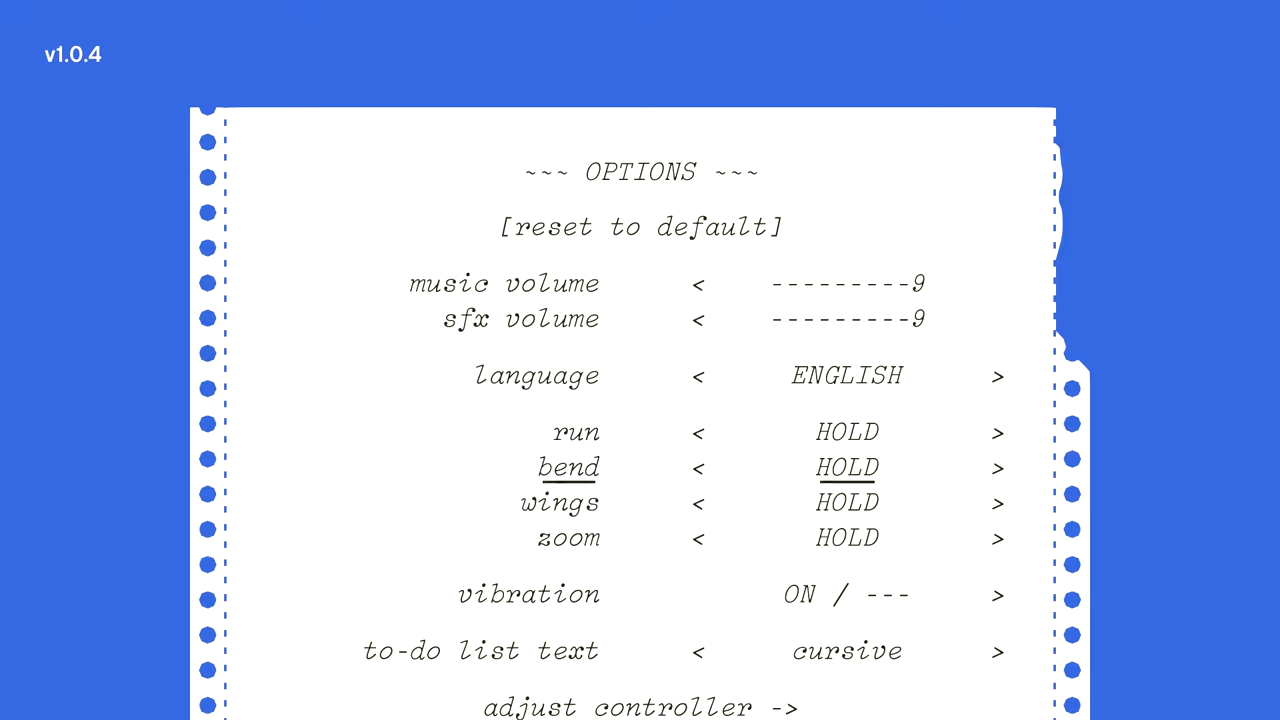 v1.0.4
~~~ OPTIONS ~~~
[reset to default]
music volume < ---------9
sfx volume < ---------9
language < ENGLISH >
run < HOLD >
bend < HOLD >
wings < HOLD >
zoom < HOLD >
vibration ON / --- >
to-do list text < cursive >
adjust controller ->